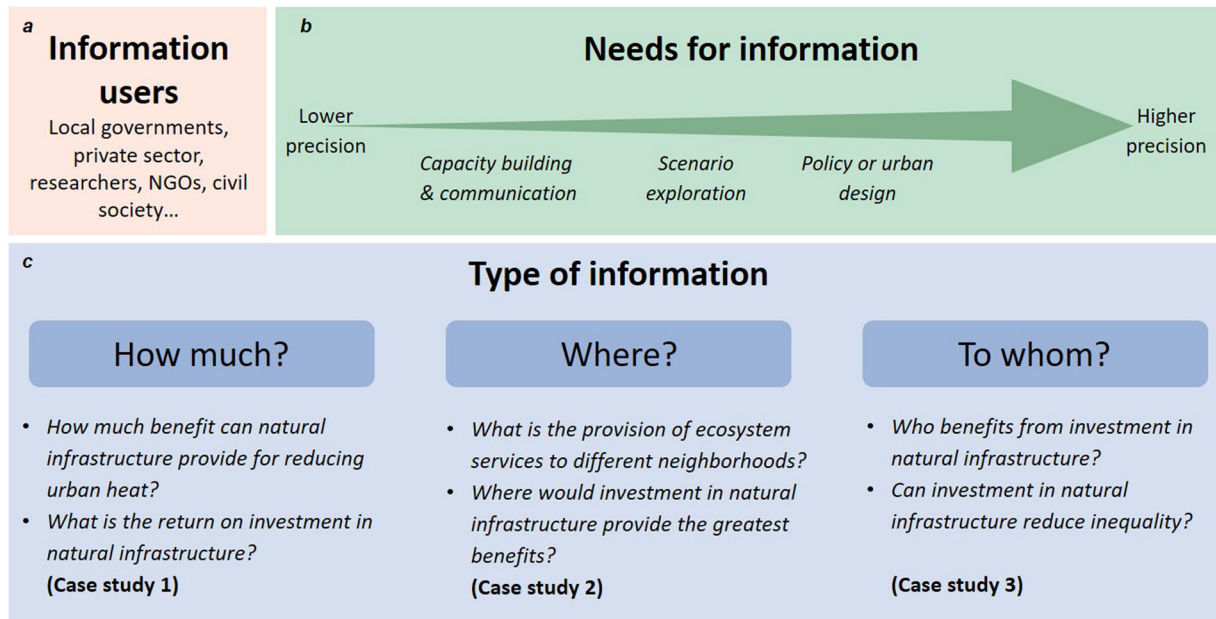 a
Information
users
Local governments,
private sector,
researchers, NGOs, civil
society…
b
Needs for information
Lower
precision
Higher
precision
Capacity building
& communication
Scenario
exploration
Policy or urban
design
c
Type of information
How much?
• How much benefit can natural
infrastructure provide for reducing
urban heat?
• What is the return on investment in
natural infrastructure?
(Case study 1)
Where?
• What is the provision of ecosystem
services to different neighborhoods?
• Where would investment in natural
infrastructure provide the greatest
benefits?
(Case study 2)
To whom?
• Who benefits from investment in
natural infrastructure?
• Can investment in natural
infrastructure reduce inequality?
(Case study 3)